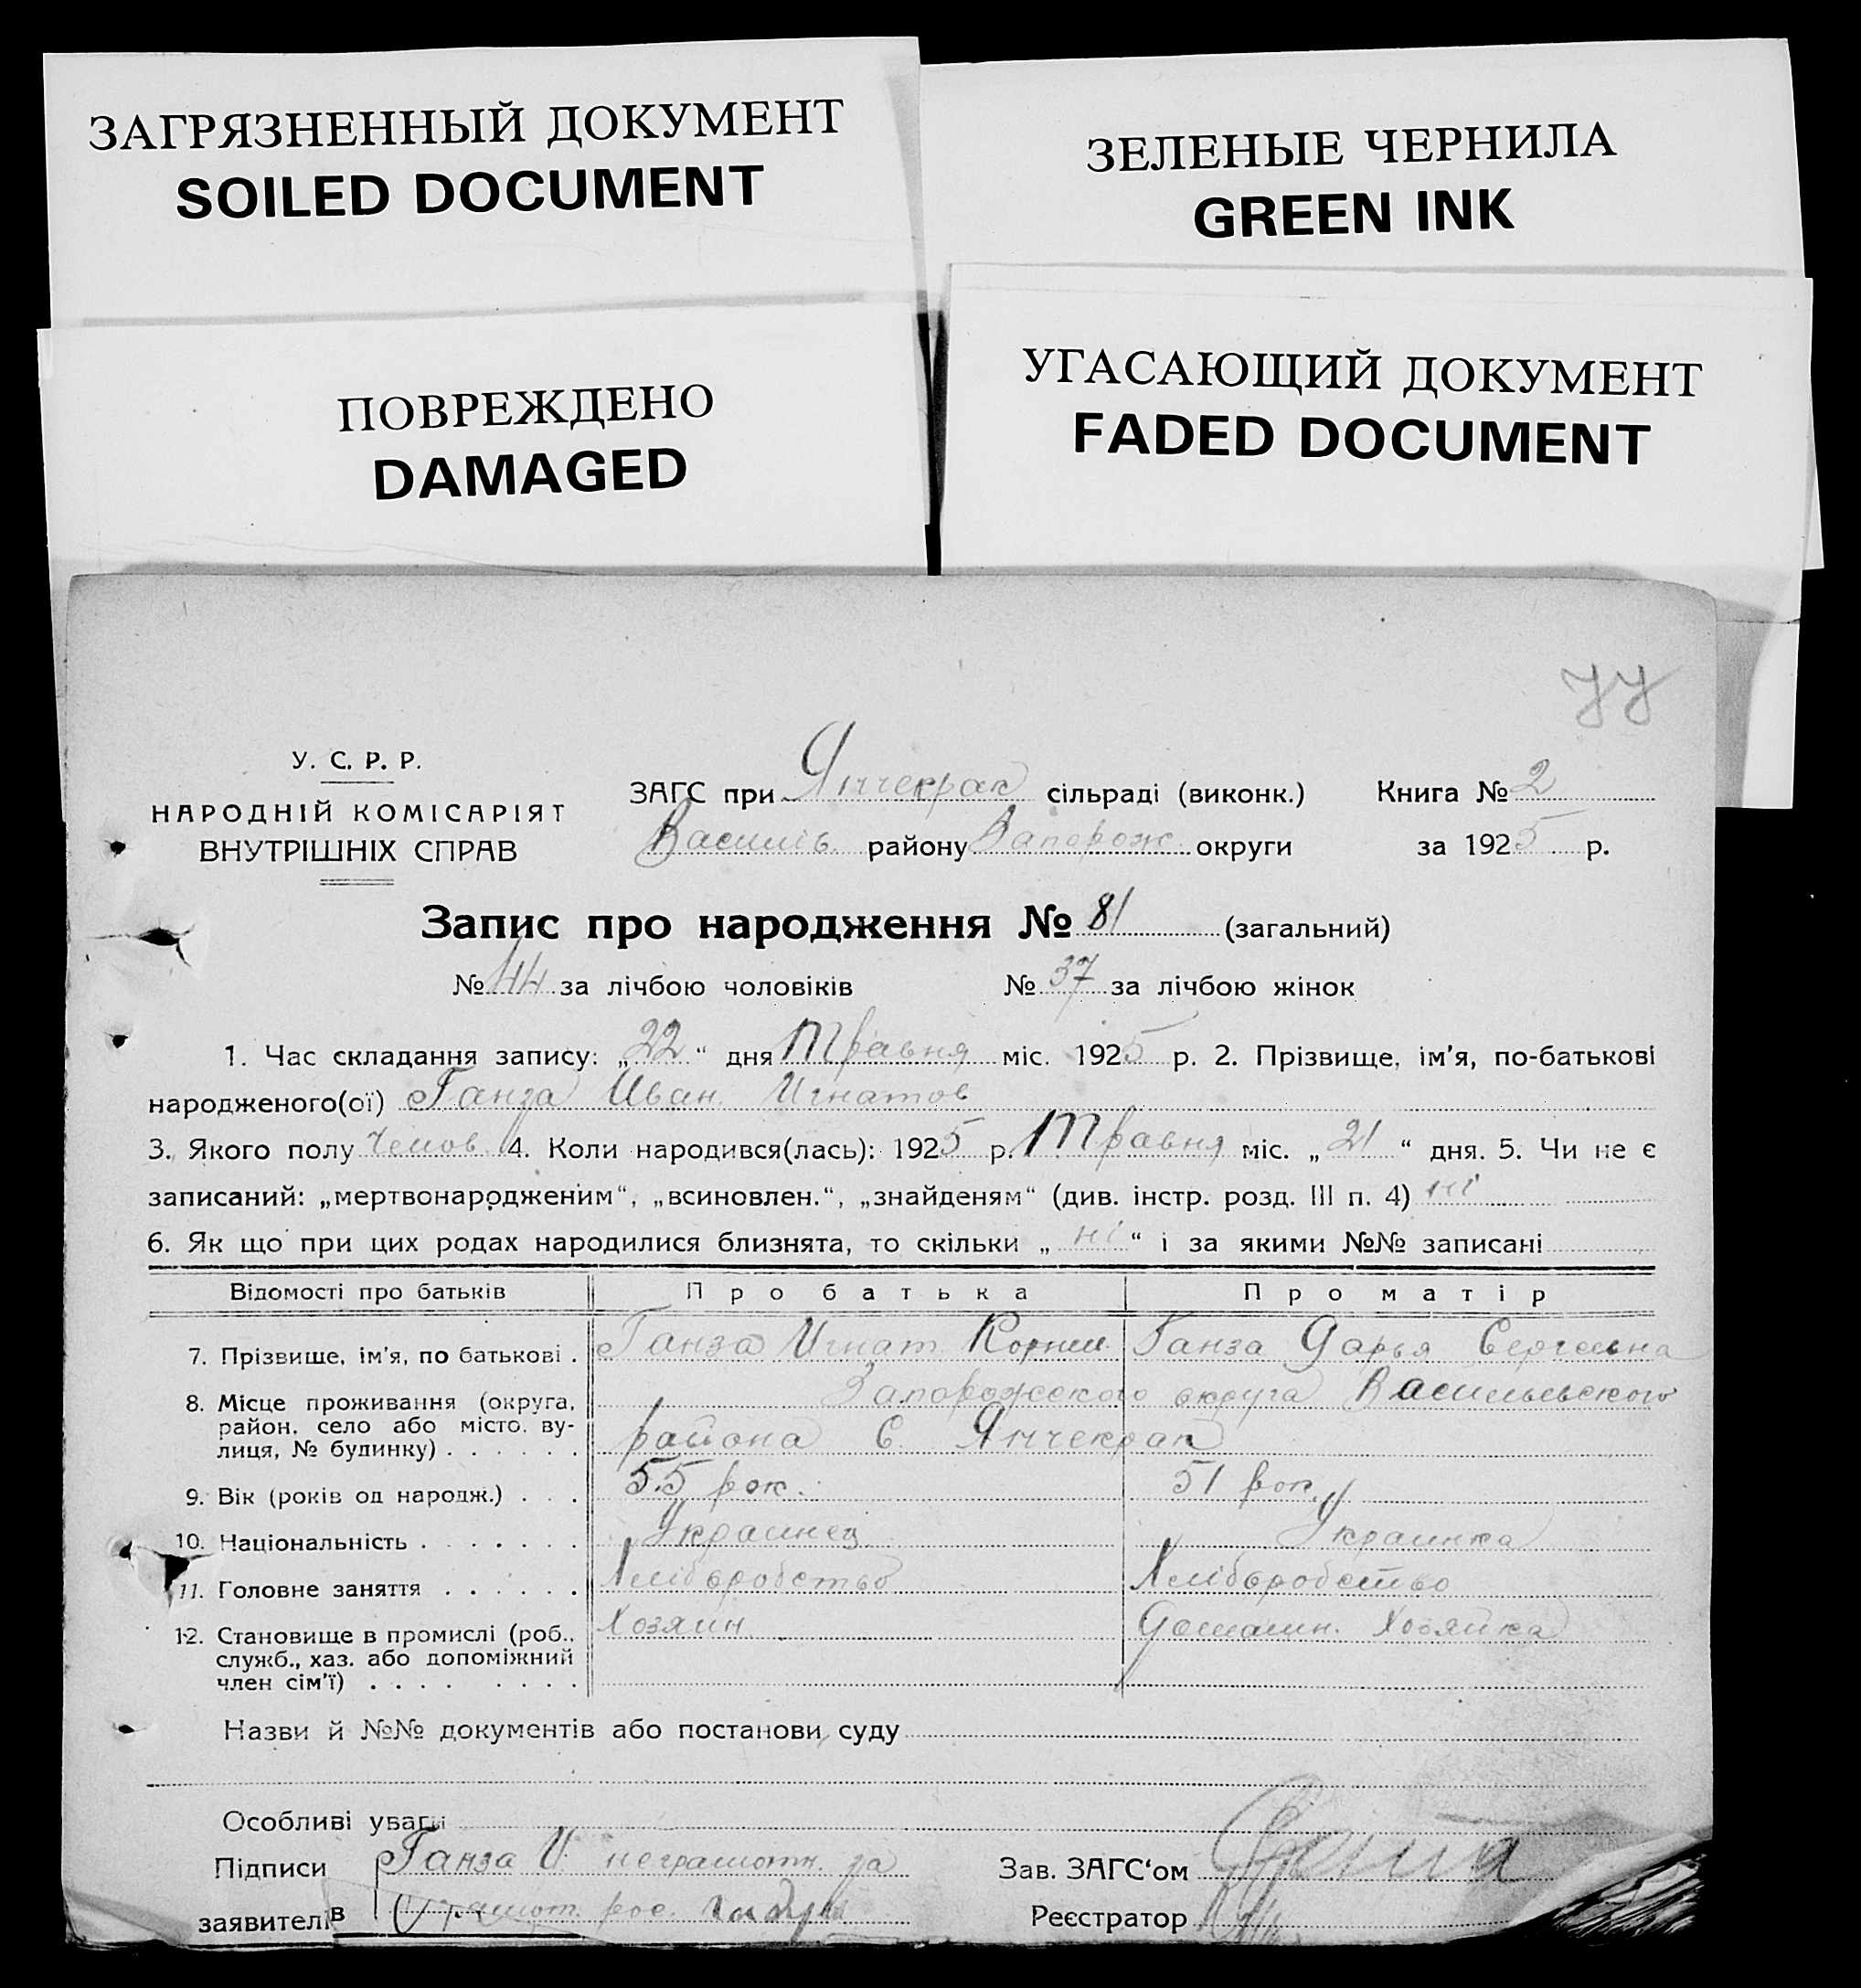 ЗАГРЯЗНЕННЫЙ ДОКУМЕНТ
SOILED DOCUMENT
ЗЕЛЕНЫЕ ЧЕРНИЛА
GREEN INK
ПОВРЕЖДЕНО
DAMAGED
УГАСАЮЩИЙ ДОКУМЕНТ
FADED DOCUMENT
У. С. Р. Р.
НАРОДНІЙ КОМІСАРІЯТ
ВНУТРІШНІХ СПРАВ
ЗАГС при Янчекрак сільраді (виконк.) Книга № 2
Василів. району Запорож. округи за 1925 р.
Запис про народження № 81 (загальний)
№ 44 за лічбою чоловіків № 37 за лічбою жінок
1. Час складання запису: „22“ дня Травня міс. 1925 р. 2. Прізвище, ім'я, по-батькові
народженого(ої) Ганза Иван Игнатов
3. Якого полу Челов. 4. Коли народився(лась): 1925 р. Травня міс. „21“ дня. 5. Чи не є
записаний: „мертвонародженим“, „всиновлен.“, „знайденям“ (див. інстр. розд. III п. 4) ні
6. Як що при цих родах народилися близнята, то скільки „ні“ і за якими №№ записані
Відомості про батьків Про батька Про матір
7. Прізвище, ім'я, по батькові . Ганза Игнат Корнил. Ганза Дарья Сергеевна
8. Місце проживання (округа, район, село або місто, вулиця, № будинку) . . . . . . Запорожского округа Васильевского
района С. Янчекрак
9. Вік (років од народж.) . . . 55 рок. 51 рок.
10. Національність . . . . . . . Украинец Украинка
11. Головне заняття . . . . . . Хліборобство Хліборобство
12. Становище в промислі (роб., Хозяин Домашн. Хозяйка
служб., хаз. або допоміжний
член сім'ї) . . . . . . . .
Назви й №№ документів або постанови суду
Особливі уваги
Підписи Ганза И неграмотн. за Зав. ЗАГС'ом
заявителів Реєстратор